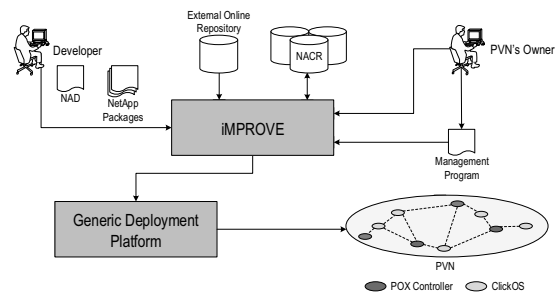 External Online
Repository
Developer
NAD
NetApp
Packages
NACR
PVN's Owner
iMPROVE
Management
Program
Generic Deployment
Platform
PVN
POX Controller
ClickOS